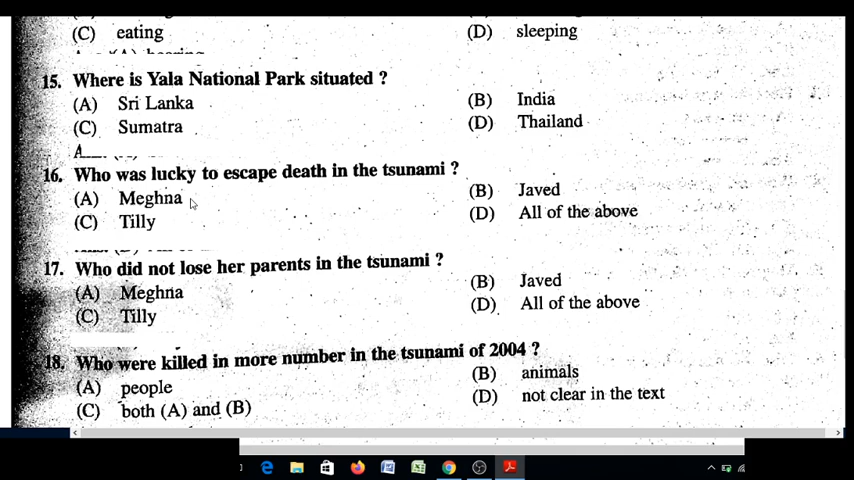 (C) eating (D) sleeping
15. Where is Yala National Park situated ?
(A) Sri Lanka (B) India
(C) Sumatra (D) Thailand
16. Who was lucky to escape death in the tsunami ?
(A) Meghna (B) Javed
(C) Tilly (D) All of the above
17. Who did not lose her parents in the tsunami ?
(A) Meghna (B) Javed
(C) Tilly (D) All of the above
18. Who were killed in more number in the tsunami of 2004 ?
(A) people (B) animals
(C) both (A) and (B) (D) not clear in the text